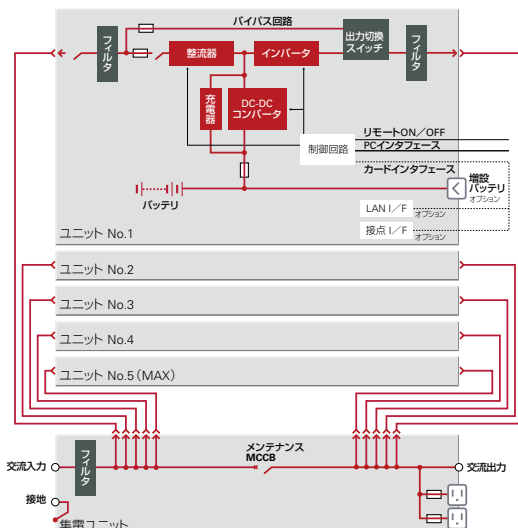 バイパス回路
フィルタ
整流器
インバータ
出力切換
スイッチ
フィルタ
充電器
DC-DC
コンバータ
制御回路
リモートON／OFF
PCインタフェース
カードインタフェース
増設
バッテリ
オプション
バッテリ
LAN I／F
オプション
接点 I／F
オプション
ユニット No.1
ユニット No.2
ユニット No.3
ユニット No.4
ユニット No.5（MAX）
フィルタ
メンテナンス
MCCB
交流入力
交流出力
接地
集電ユニット